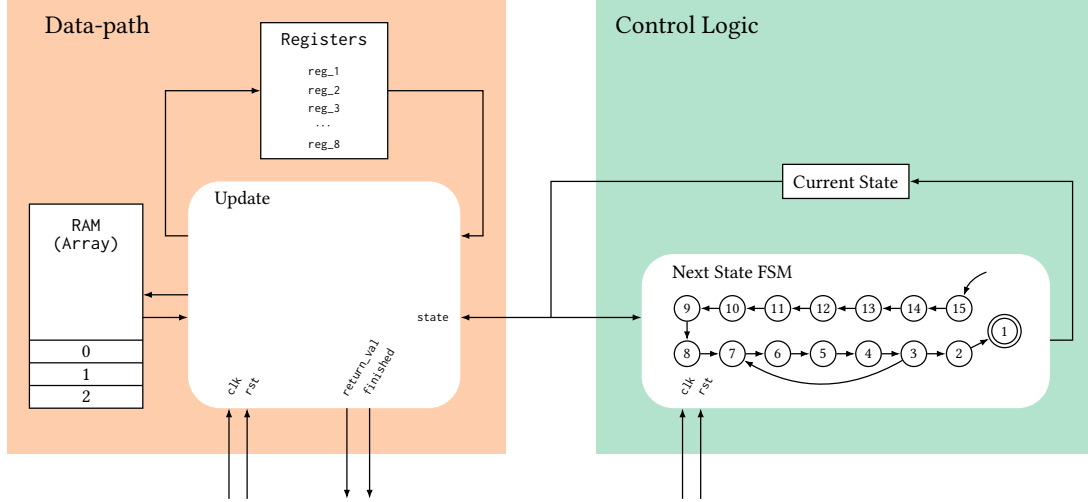 Data-path
Control Logic
Registers
reg_1
reg_2
reg_3
...
reg_8
Update
RAM
(Array)
0
1
2
state
clk
rst
return_val
finished
Current State
Next State FSM
9 10 11 12 13 14 15
8 7 6 5 4 3 2 1
clk
rst